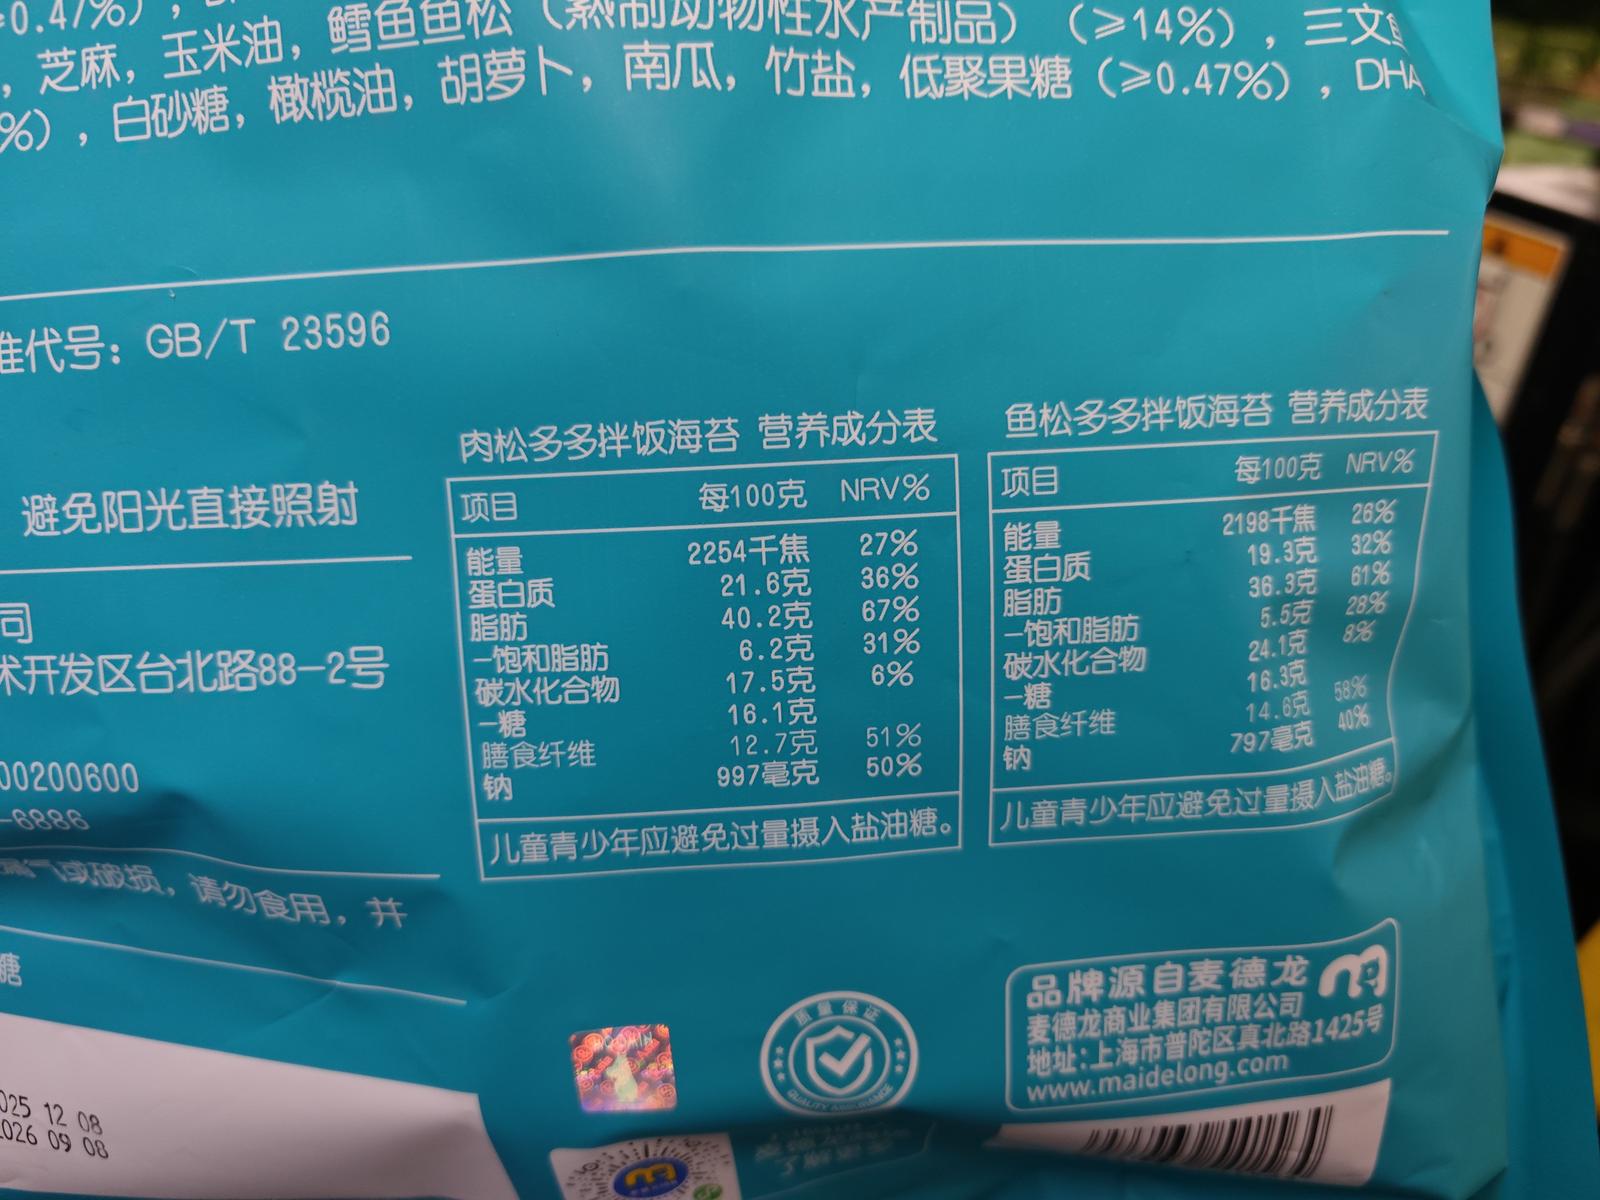 0.47%)
，芝麻，玉米油，鳕鱼鱼松（熟制动物性水产制品）（≥14%），三文
%），白砂糖，橄榄油，胡萝卜，南瓜，竹盐，低聚果糖（≥0.47%），DHA
准代号：GB/T 23596
避免阳光直接照射
司
术开发区台北路88-2号
00200600
-6886
漏气或破损，请勿食用，并
糖
025 12 08
2026 09 08
肉松多多拌饭海苔 营养成分表
项目 每100克 NRV%
能量 2254千焦 27%
蛋白质 21.6克 36%
脂肪 40.2克 67%
-饱和脂肪 6.2克 31%
碳水化合物 17.5克 6%
-糖 16.1克
膳食纤维 12.7克 51%
钠 997毫克 50%
儿童青少年应避免过量摄入盐油糖。
鱼松多多拌饭海苔 营养成分表
项目 每100克 NRV%
能量 2198千焦 26%
蛋白质 19.3克 32%
脂肪 36.3克 61%
-饱和脂肪 5.5克 28%
碳水化合物 24.1克 8%
-糖 16.3克
膳食纤维 14.6克 58%
钠 797毫克 40%
儿童青少年应避免过量摄入盐油糖。
MOOMIN
质量保证
QUALITY ASSURANCE
品牌源自麦德龙
麦德龙商业集团有限公司
地址：上海市普陀区真北路1425号
www.maidelong.com